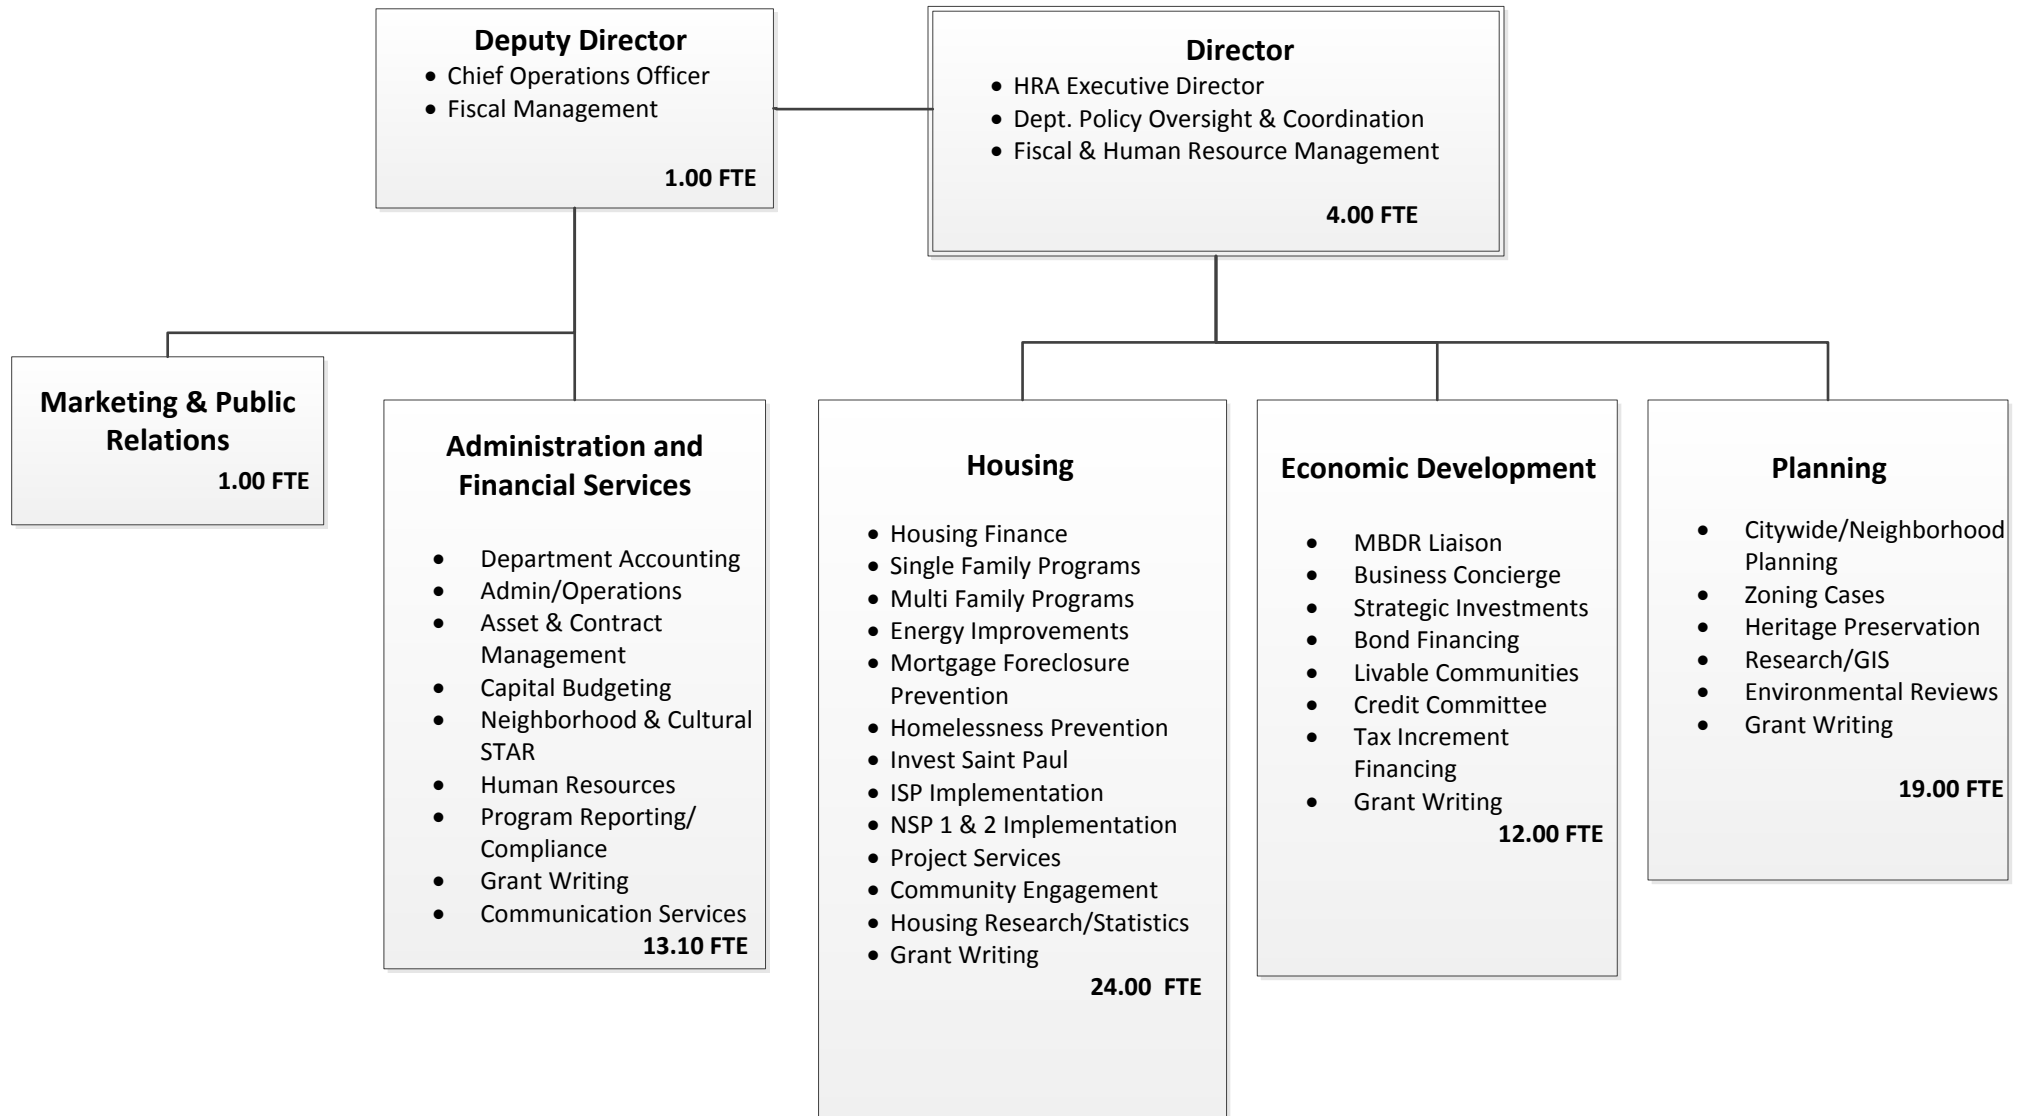 Deputy Director
• Chief Operations Officer
• Fiscal Management
1.00 FTE
Director
• HRA Executive Director
• Dept. Policy Oversight & Coordination
• Fiscal & Human Resource Management
4.00 FTE
Marketing & Public
Relations
1.00 FTE
Administration and
Financial Services
• Department Accounting
• Admin/Operations
• Asset & Contract
Management
• Capital Budgeting
• Neighborhood & Cultural
STAR
• Human Resources
• Program Reporting/
Compliance
• Grant Writing
• Communication Services
13.10 FTE
Housing
• Housing Finance
• Single Family Programs
• Multi Family Programs
• Energy Improvements
• Mortgage Foreclosure
Prevention
• Homelessness Prevention
• Invest Saint Paul
• ISP Implementation
• NSP 1 & 2 Implementation
• Project Services
• Community Engagement
• Housing Research/Statistics
• Grant Writing
24.00 FTE
Economic Development
• MBDR Liaison
• Business Concierge
• Strategic Investments
• Bond Financing
• Livable Communities
• Credit Committee
• Tax Increment
Financing
• Grant Writing
12.00 FTE
Planning
• Citywide/Neighborhood
Planning
• Zoning Cases
• Heritage Preservation
• Research/GIS
• Environmental Reviews
• Grant Writing
19.00 FTE